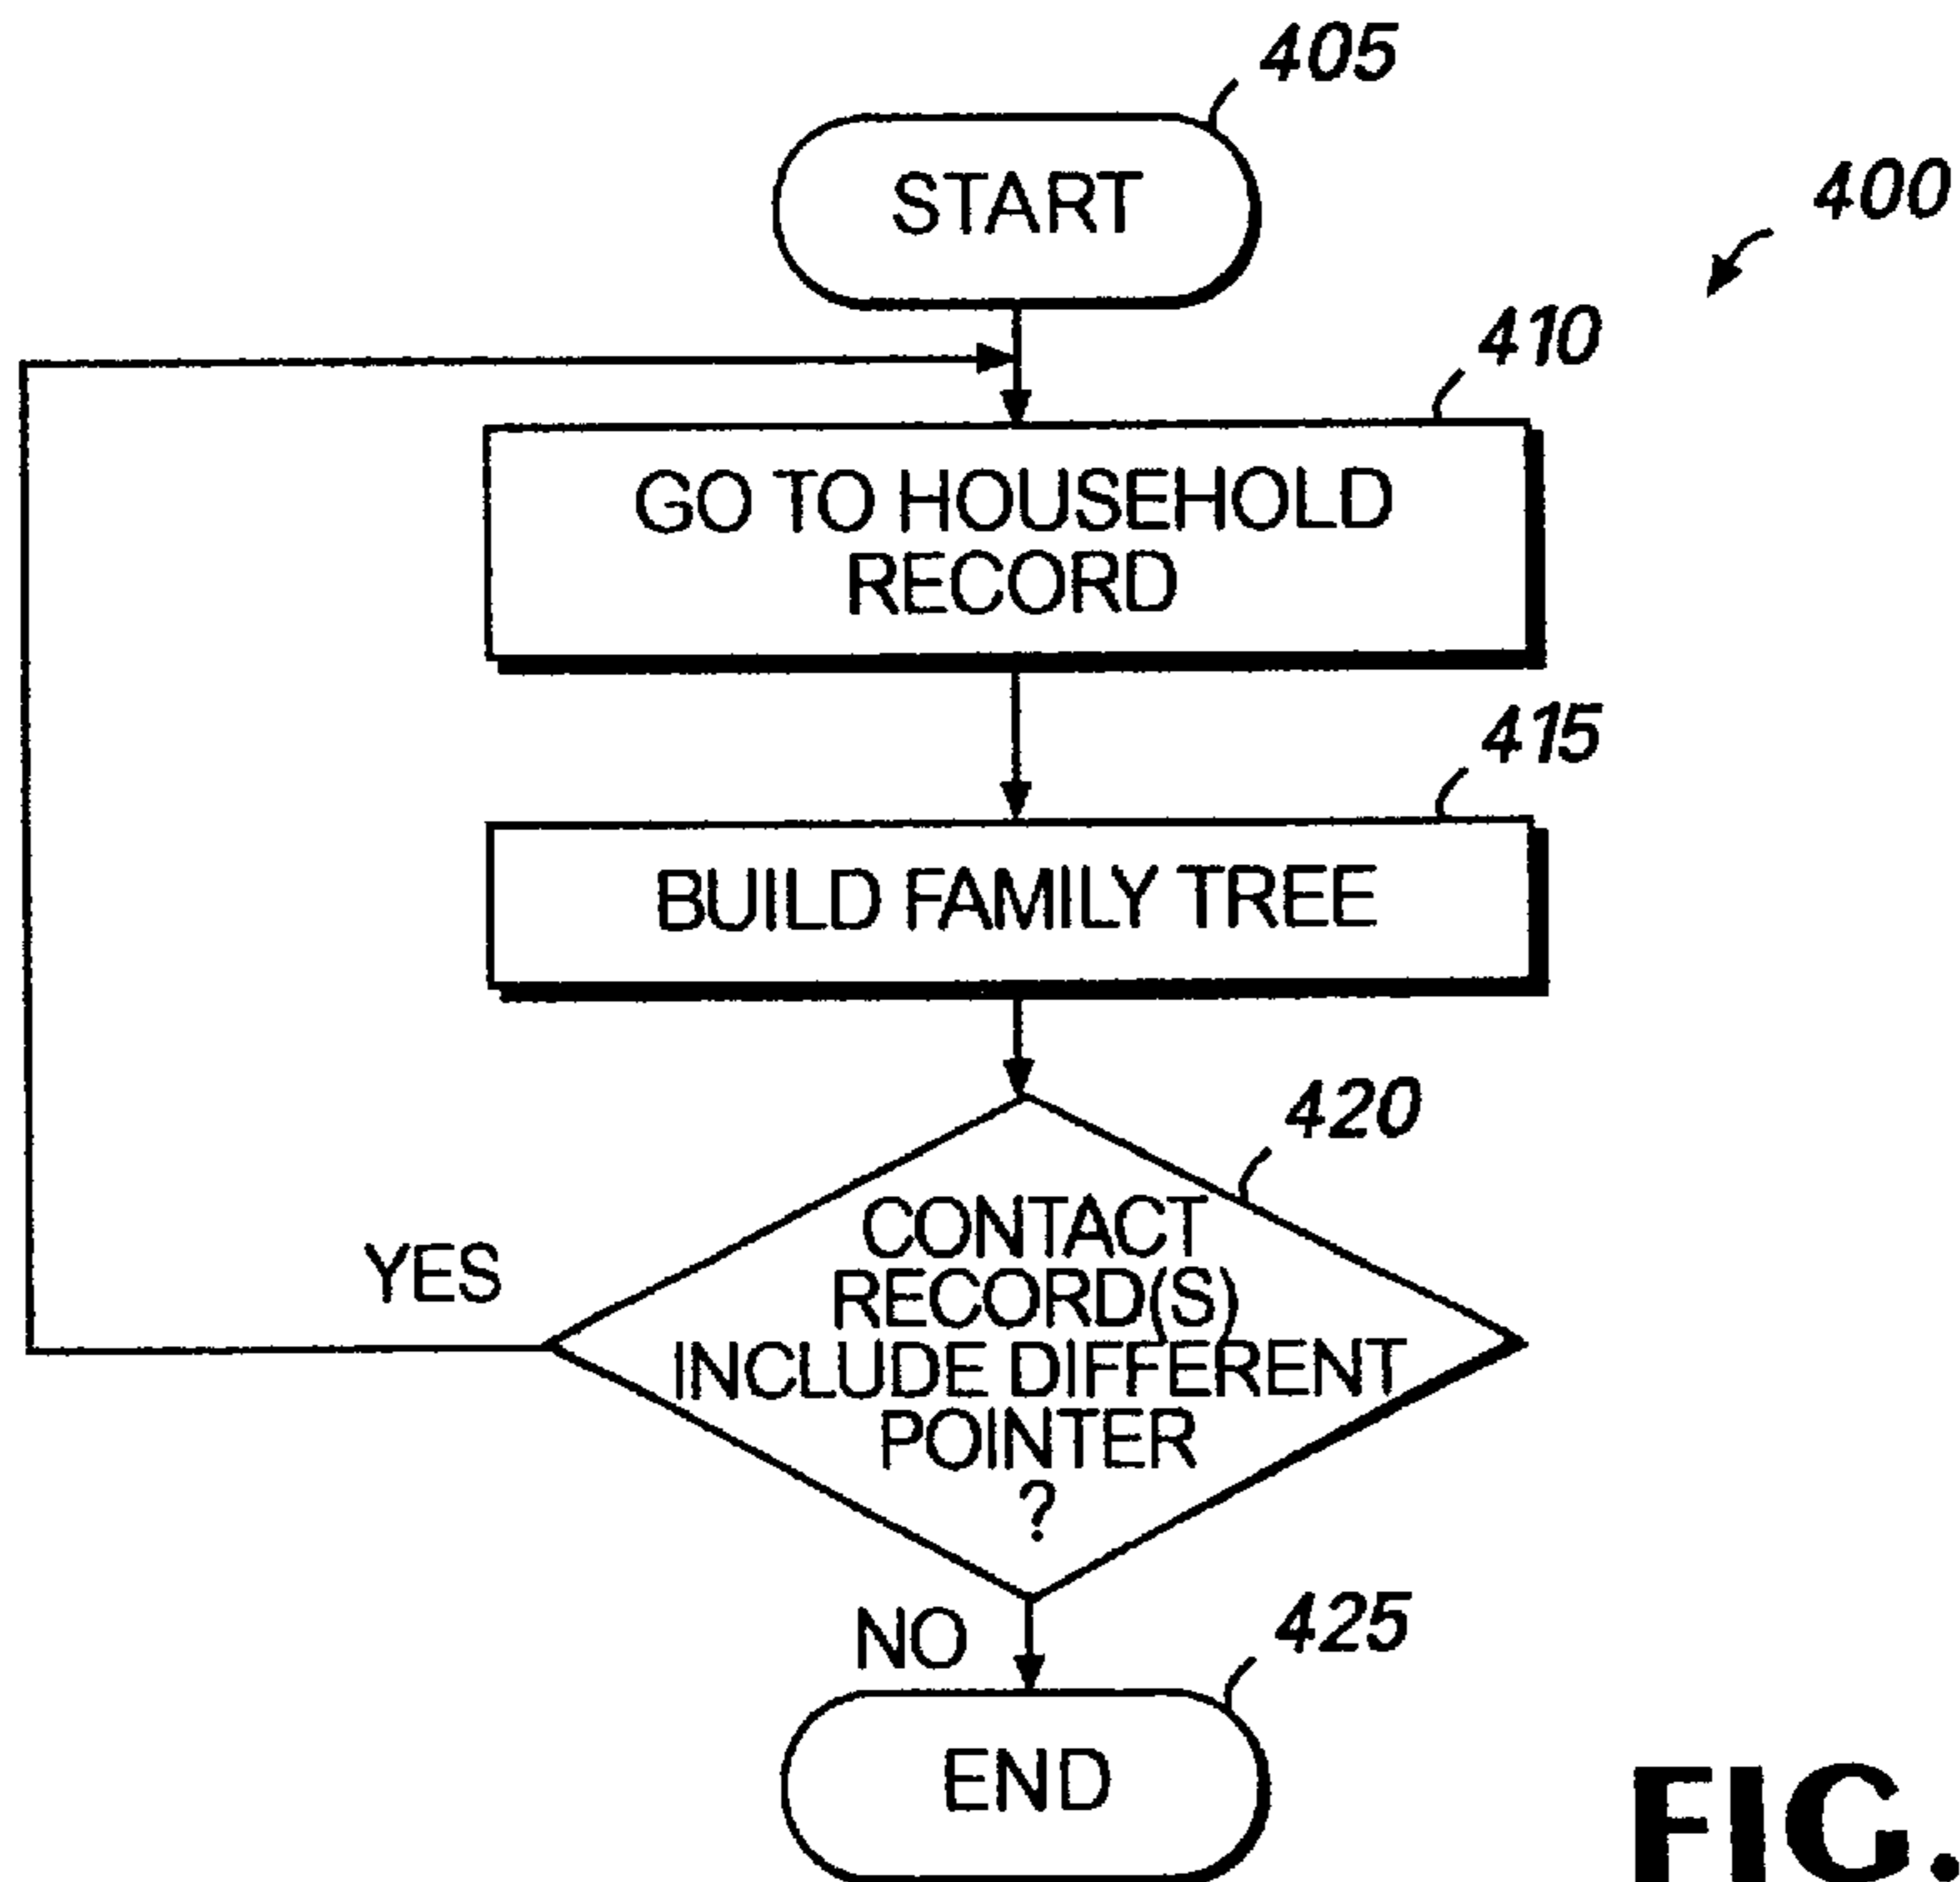 405
START
400
410
GO TO HOUSEHOLD
RECORD
415
BUILD FAMILY TREE
420
CONTACT
RECORD(S)
INCLUDE DIFFERENT
POINTER
?
YES
NO
425
END
FIG.